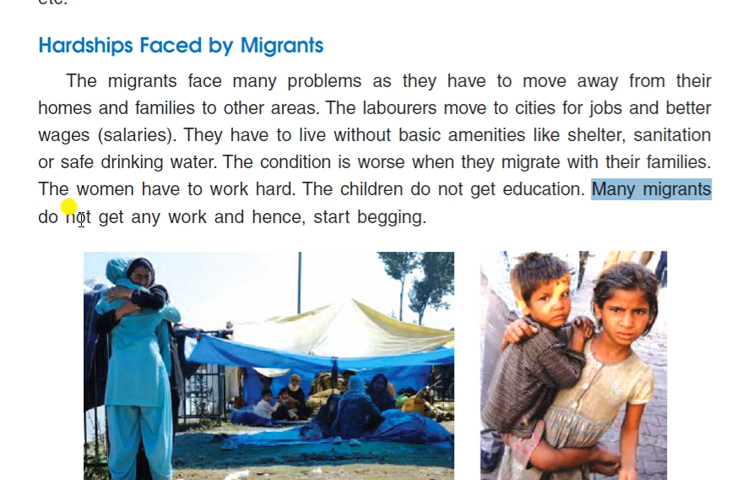 etc.
Hardships Faced by Migrants
The migrants face many problems as they have to move away from their
homes and families to other areas. The labourers move to cities for jobs and better
wages (salaries). They have to live without basic amenities like shelter, sanitation
or safe drinking water. The condition is worse when they migrate with their families.
The women have to work hard. The children do not get education. Many migrants
do not get any work and hence, start begging.